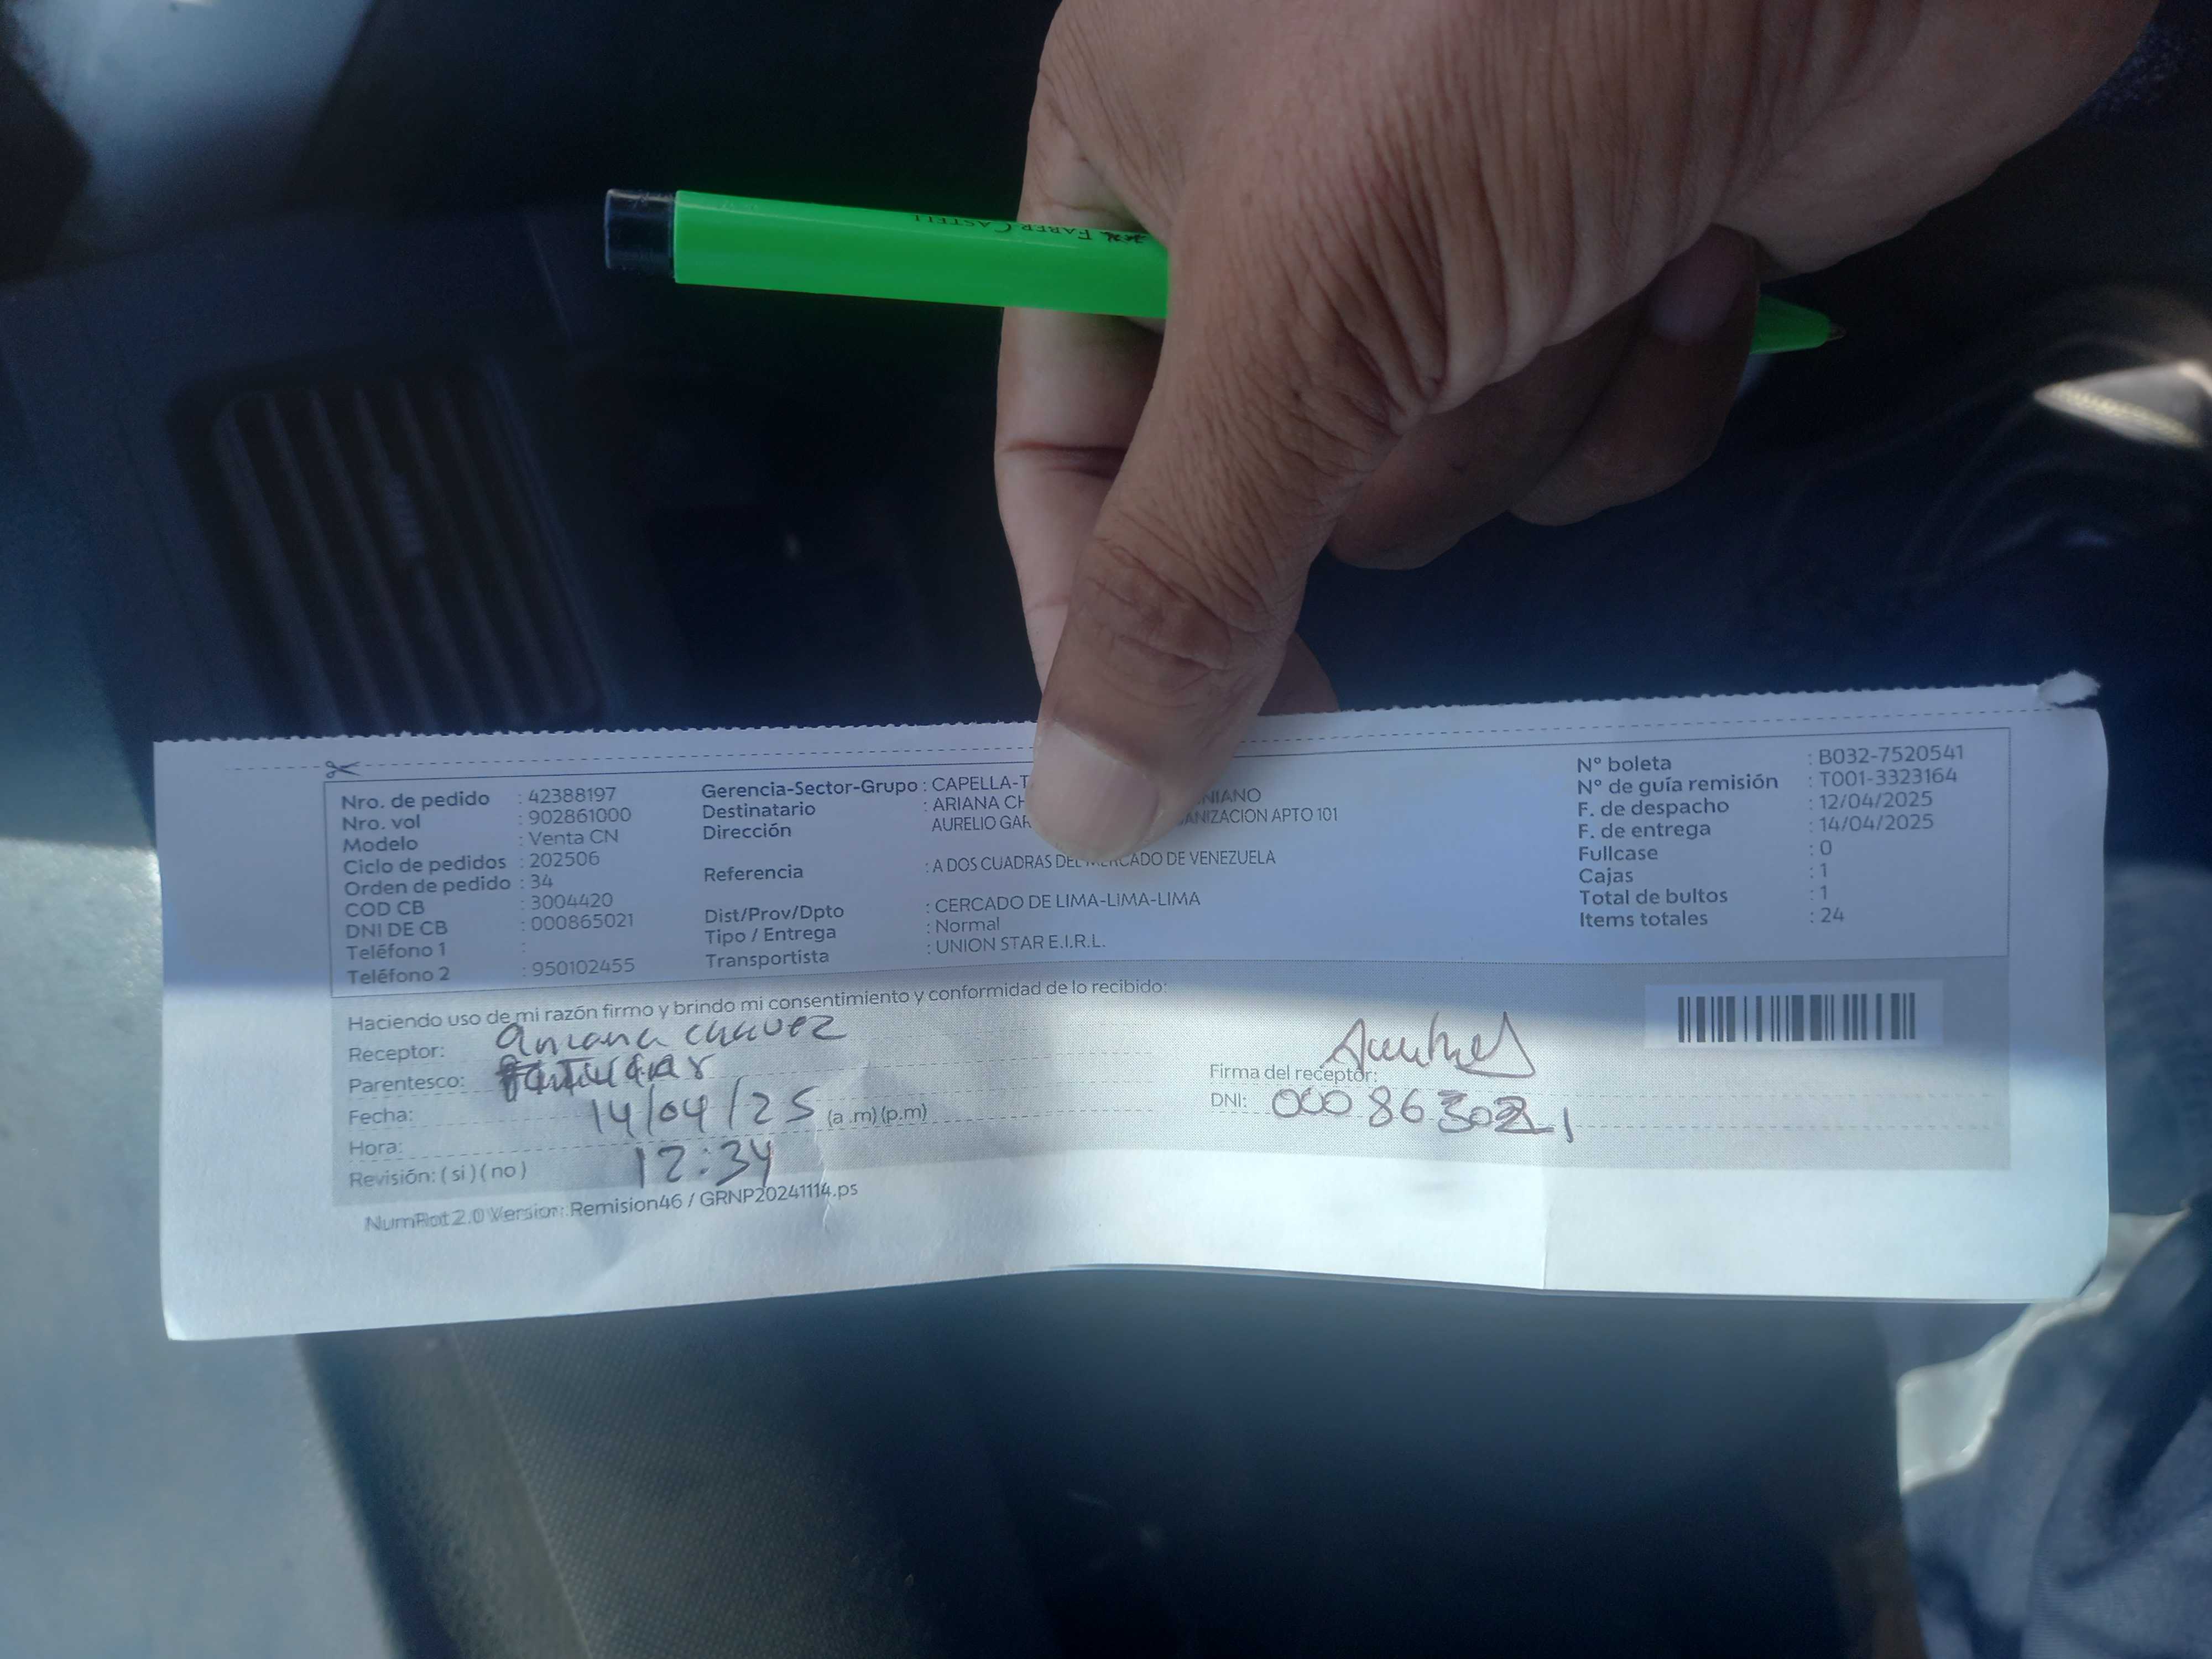 FABER CASTELL
Nro. de pedido : 42388197
Nro. vol : 902861000
Modelo : Venta CN
Ciclo de pedidos : 202506
Orden de pedido : 34
COD CB : 3004420
DNI DE CB : 000865021
Teléfono 1 :
Teléfono 2 : 950102455
Gerencia-Sector-Grupo : CAPELLA-T
Destinatario : ARIANA CH NIANO
Dirección AURELIO GAR ANIZACION APTO 101
Referencia : A DOS CUADRAS DEL MERCADO DE VENEZUELA
Dist/Prov/Dpto : CERCADO DE LIMA-LIMA-LIMA
Tipo / Entrega : Normal
Transportista : UNION STAR E.I.R.L.
Nº boleta : B032-7520541
Nº de guía remisión : T001-3323164
F. de despacho : 12/04/2025
F. de entrega : 14/04/2025
Fullcase : 0
Cajas : 1
Total de bultos : 1
Items totales : 24
Haciendo uso de mi razón firmo y brindo mi consentimiento y conformidad de lo recibido:
Receptor: Ariana Chavez
Parentesco:
Fecha: 14/04/25 (a .m) (p.m)
Hora: 12:34
Revisión: ( si ) ( no )
Firma del receptor:
DNI:
NumRot 2.0 Version: Remision46 / GRNP20241114.ps